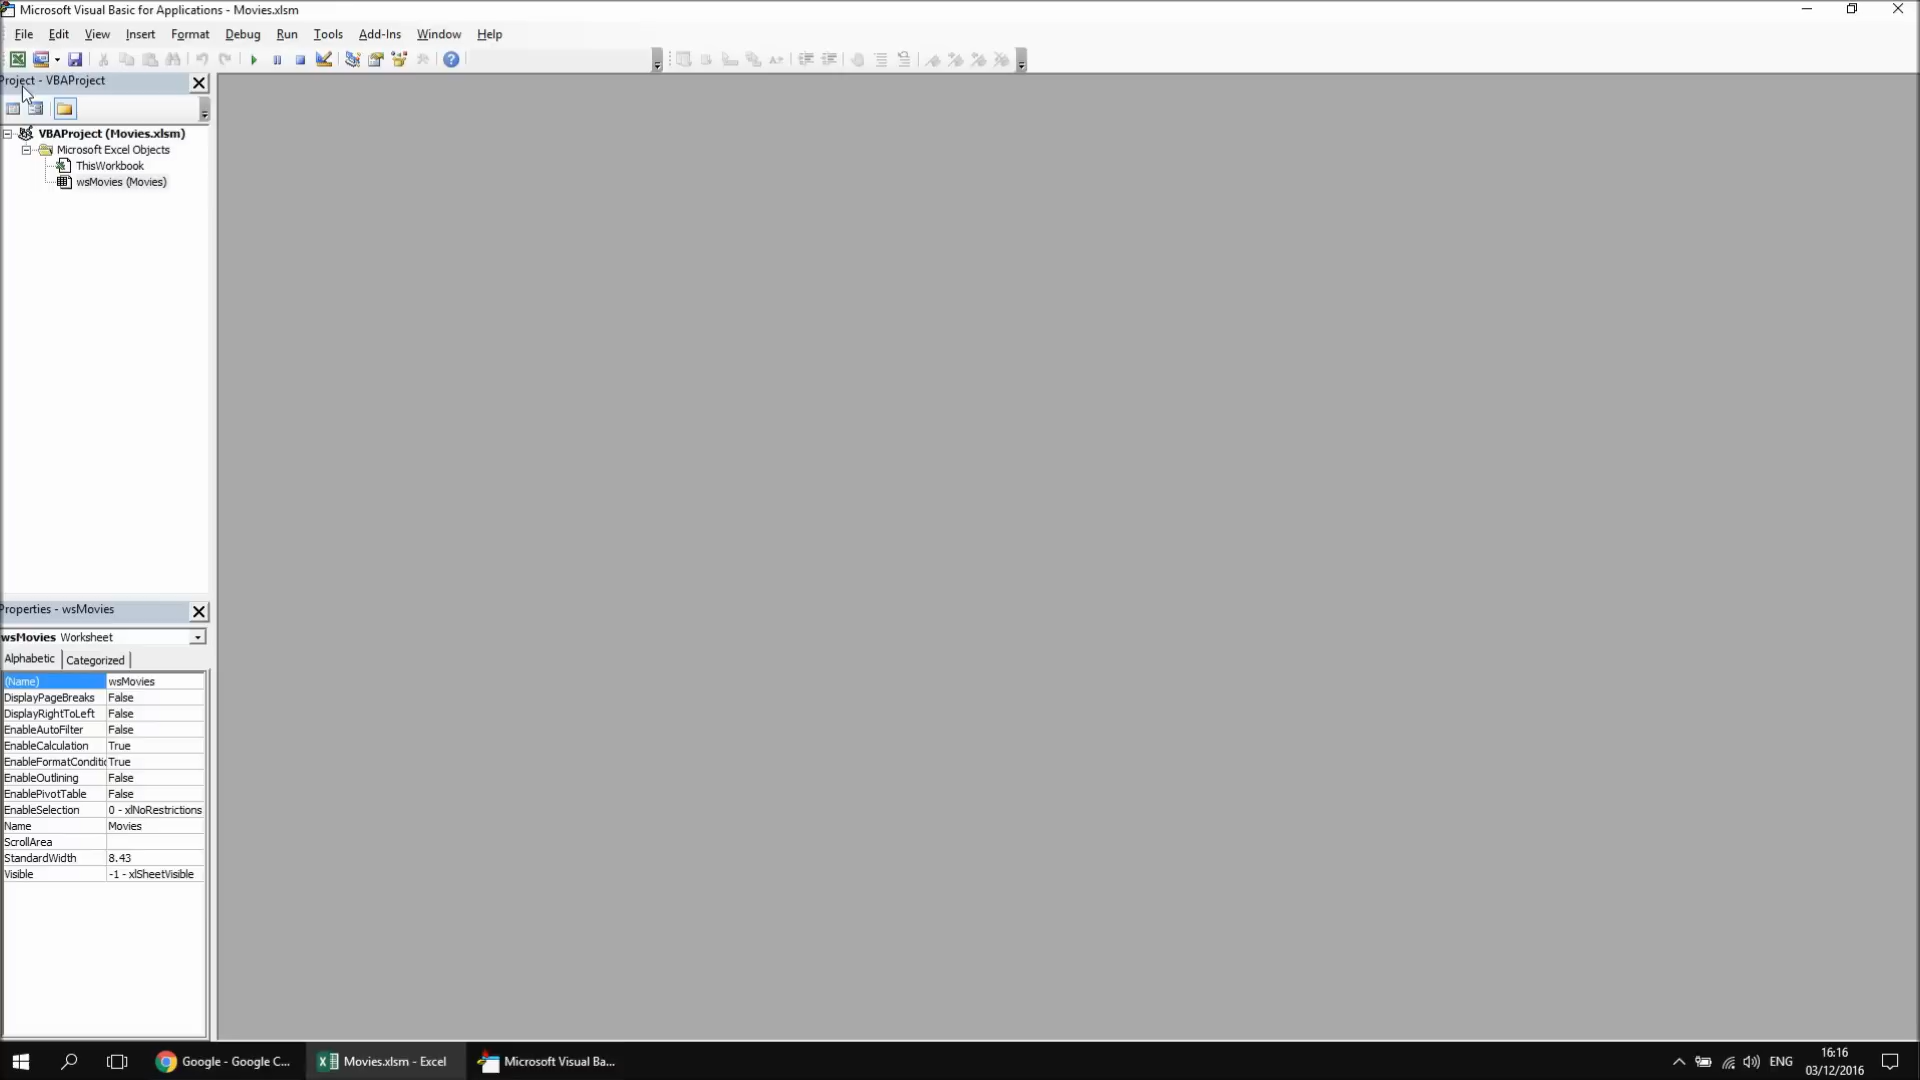 Microsoft Visual Basic for Applications - Movies.xlsm
File Edit View Insert Format Debug Run Tools Add-Ins Window Help
Project - VBAProject
VBAProject (Movies.xlsm)
Microsoft Excel Objects
ThisWorkbook
wsMovies (Movies)
Properties - wsMovies
wsMovies Worksheet
Alphabetic Categorized
(Name) wsMovies
DisplayPageBreaks False
DisplayRightToLeft False
EnableAutoFilter False
EnableCalculation True
EnableFormatConditic True
EnableOutlining False
EnablePivotTable False
EnableSelection 0 - xlNoRestrictions
Name Movies
ScrollArea
StandardWidth 8.43
Visible -1 - xlSheetVisible
Google - Google C... Movies.xlsm - Excel Microsoft Visual Ba... ENG 16:16
03/12/2016